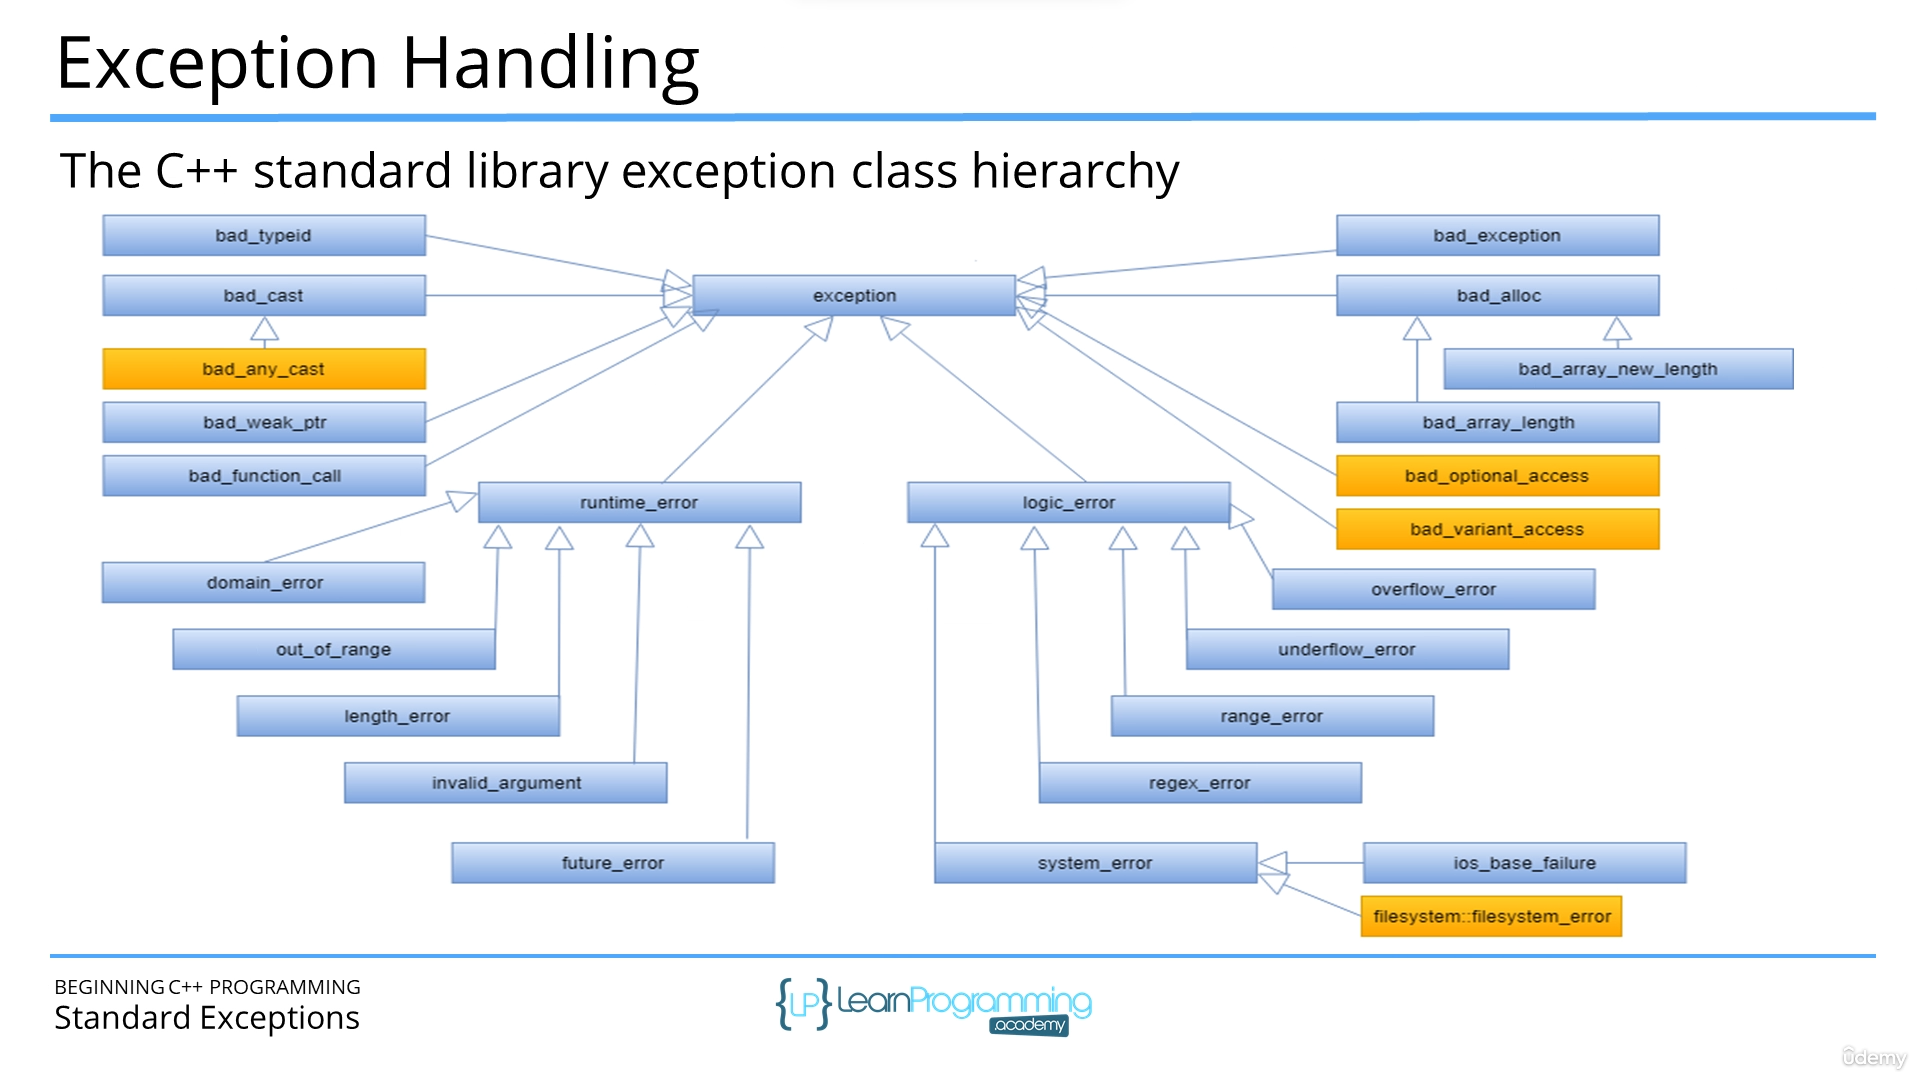 Exception Handling
The C++ standard library exception class hierarchy
bad_typeid
bad_exception
bad_cast
exception
bad_alloc
bad_any_cast
bad_array_new_length
bad_weak_ptr
bad_array_length
bad_function_call
bad_optional_access
runtime_error
logic_error
bad_variant_access
domain_error
overflow_error
out_of_range
underflow_error
length_error
range_error
invalid_argument
regex_error
future_error
system_error
ios_base_failure
filesystem::filesystem_error
BEGINNING C++ PROGRAMMING
Standard Exceptions
{LP} LearnProgramming
.academy
ûdemy